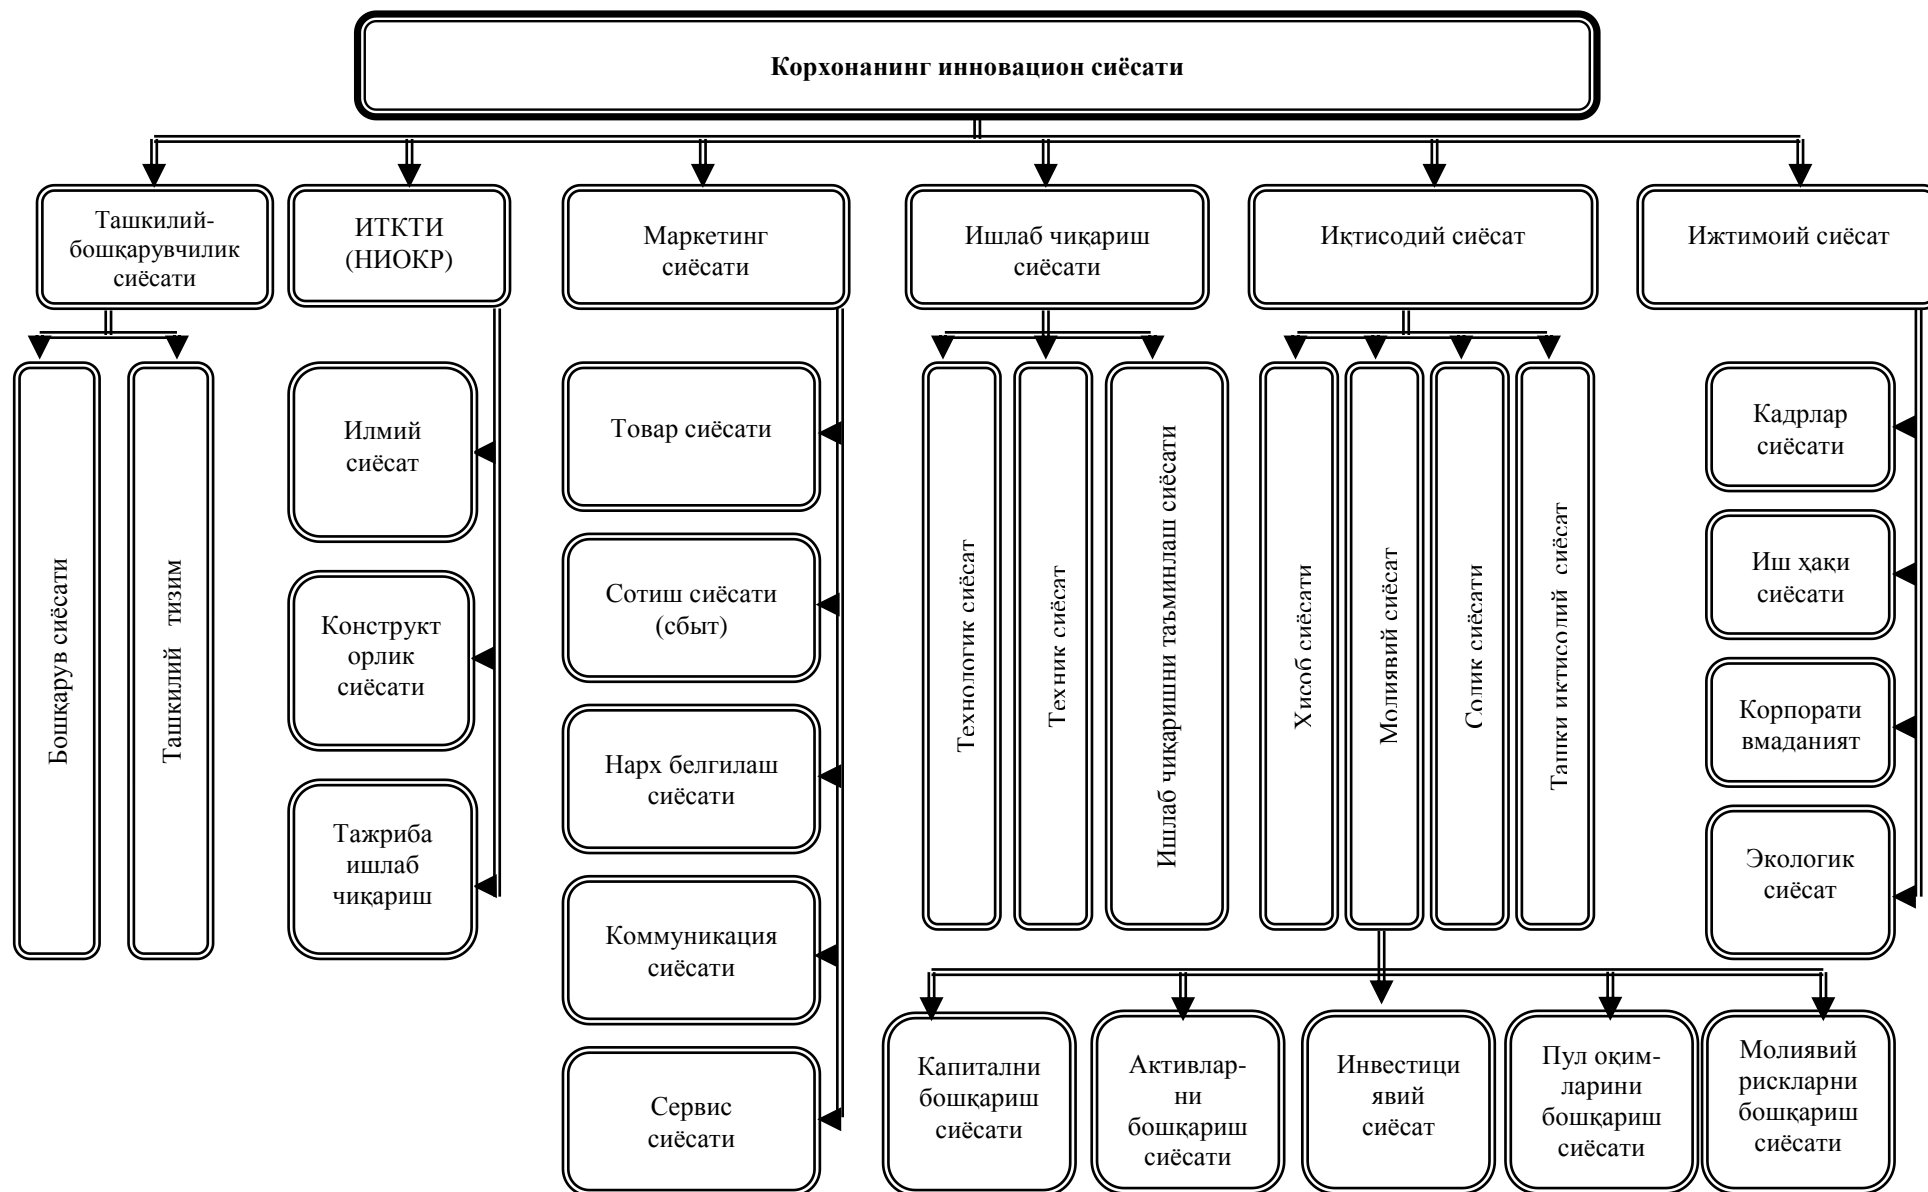 Корхонанинг инновацион сиёсати
Ташкилий-
бошқарувчилик
сиёсати
ИТКТИ
(НИОКР)
Маркетинг
сиёсати
Ишлаб чиқариш
сиёсати
Иқтисодий сиёсат
Ижтимоий сиёсат
Бошқарув сиёсати
Ташкилий тизим
Илмий
сиёсат
Конструкт
орлик
сиёсати
Тажриба
ишлаб
чиқариш
Товар сиёсати
Сотиш сиёсати
(сбыт)
Нарх белгилаш
сиёсати
Коммуникация
сиёсати
Сервис
сиёсати
Технологик сиёсат
Техник сиёсат
Ишлаб чиқаришни таъминлаш сиёсати
Хисоб сиёсати
Молиявий сиёсат
Солик сиёсати
Ташки иктисодий сиёсат
Кадрлар
сиёсати
Иш ҳақи
сиёсати
Корпорати
вмаданият
Экологик
сиёсат
Капитални
бошқариш
сиёсати
Активлар-
ни
бошқариш
сиёсати
Инвестици
явий
сиёсат
Пул оқим-
ларини
бошқариш
сиёсати
Молиявий
рискларни
бошқариш
сиёсати